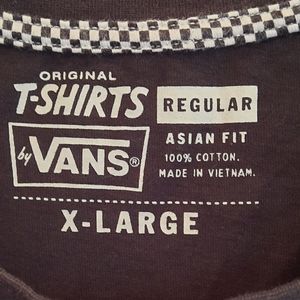 ORIGINAL
T-SHIRTS
by VANS®
REGULAR
ASIAN FIT
100% COTTON.
MADE IN VIETNAM.
X-LARGE